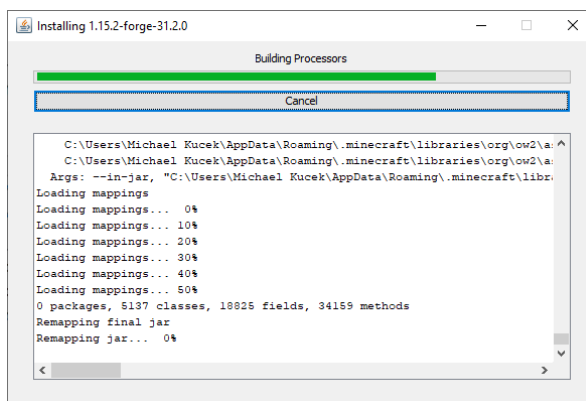 Installing 1.15.2-forge-31.2.0
Building Processors
Cancel
C:\Users\Michael Kucek\AppData\Roaming\.minecraft\libraries\org\ow2\a
C:\Users\Michael Kucek\AppData\Roaming\.minecraft\libraries\org\ow2\a
Args: --in-jar, "C:\Users\Michael Kucek\AppData\Roaming\.minecraft\libr
Loading mappings
Loading mappings... 0%
Loading mappings... 10%
Loading mappings... 20%
Loading mappings... 30%
Loading mappings... 40%
Loading mappings... 50%
0 packages, 5137 classes, 18825 fields, 34159 methods
Remapping final jar
Remapping jar... 0%